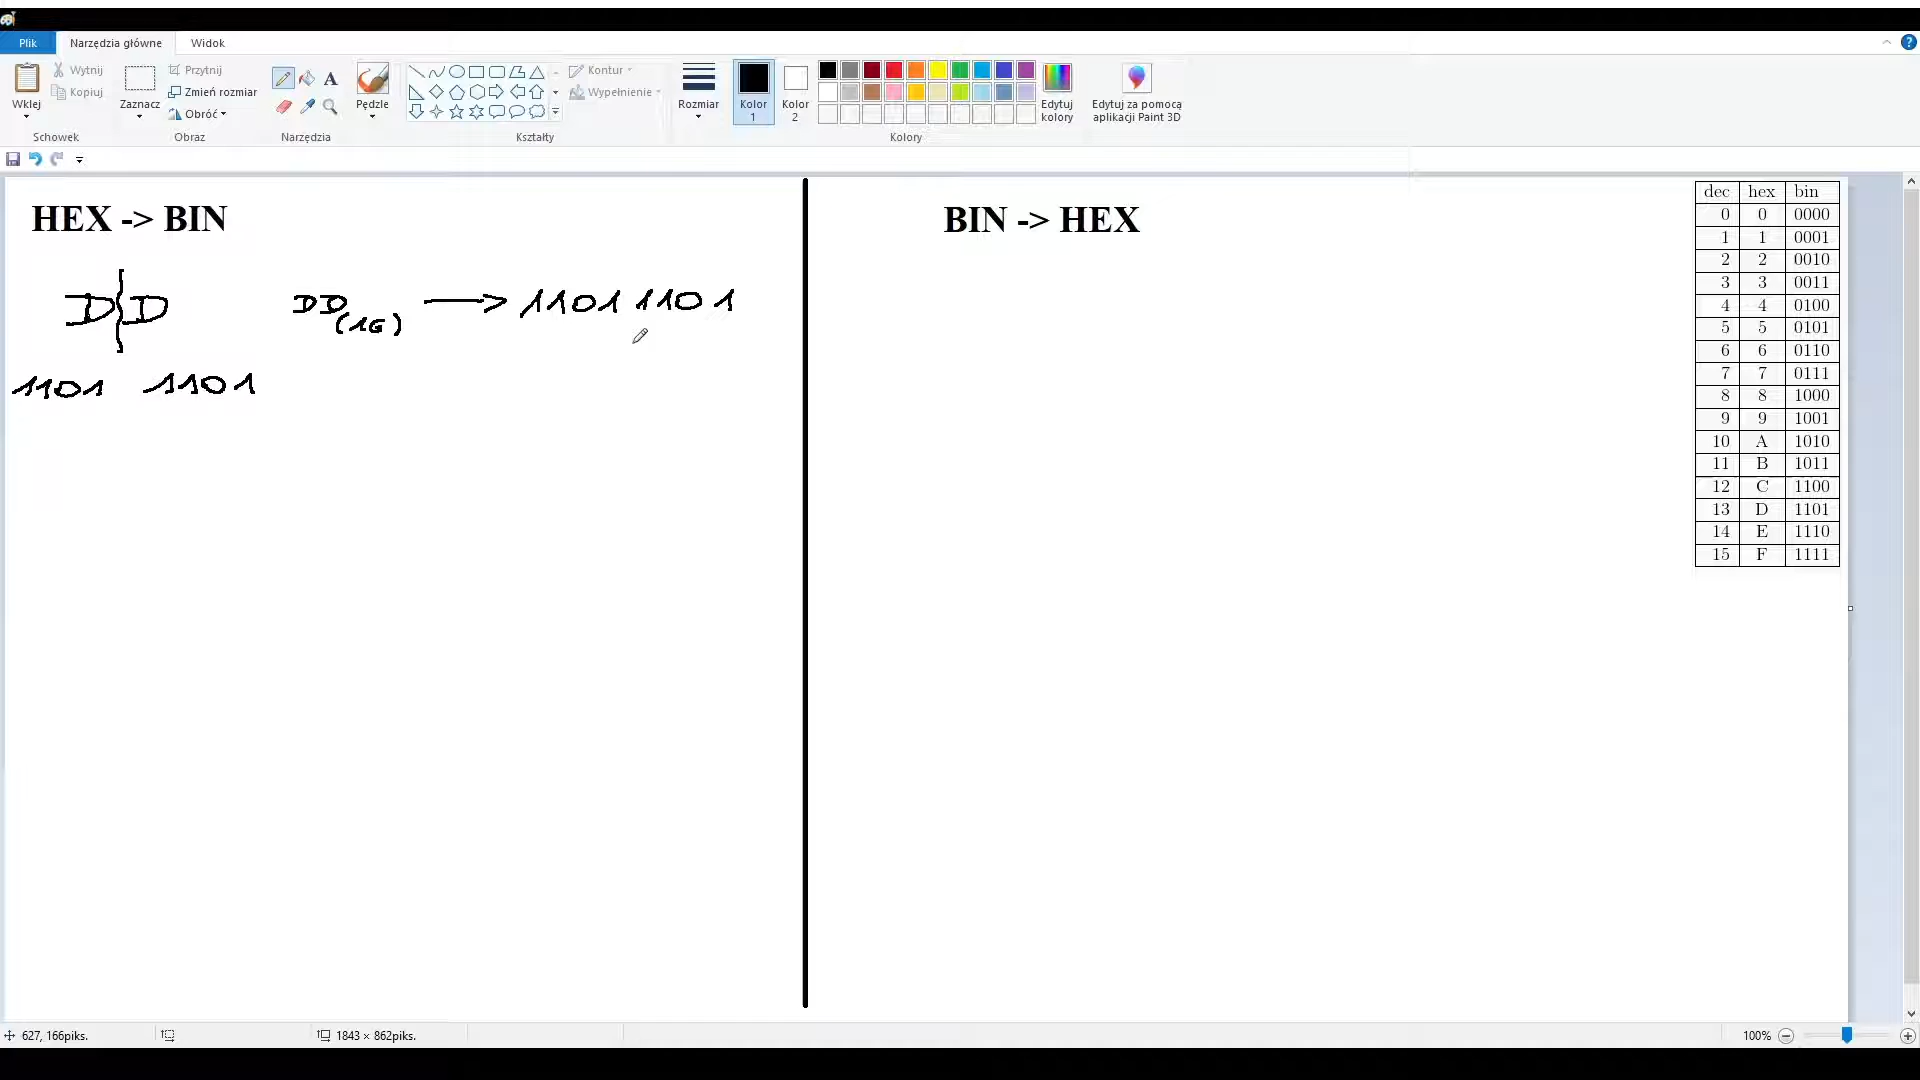 Plik Narzędzia główne Widok
Wklej
Wytnij
Kopiuj
Schowek
Zaznacz
Przytnij
Zmień rozmiar
Obróć
Obraz
A
Narzędzia
Pędzle
Kontur
Wypełnienie
Kształty
Rozmiar
Kolor 1
Kolor 2
Edytuj kolory
Kolory
Edytuj za pomocą aplikacji Paint 3D
HEX -> BIN
D D
DD(16) → 1101 1101
1101 1101
BIN -> HEX
dec hex bin
0 0 0000
1 1 0001
2 2 0010
3 3 0011
4 4 0100
5 5 0101
6 6 0110
7 7 0111
8 8 1000
9 9 1001
10 A 1010
11 B 1011
12 C 1100
13 D 1101
14 E 1110
15 F 1111
627, 166piks. 1843 × 862piks. 100%